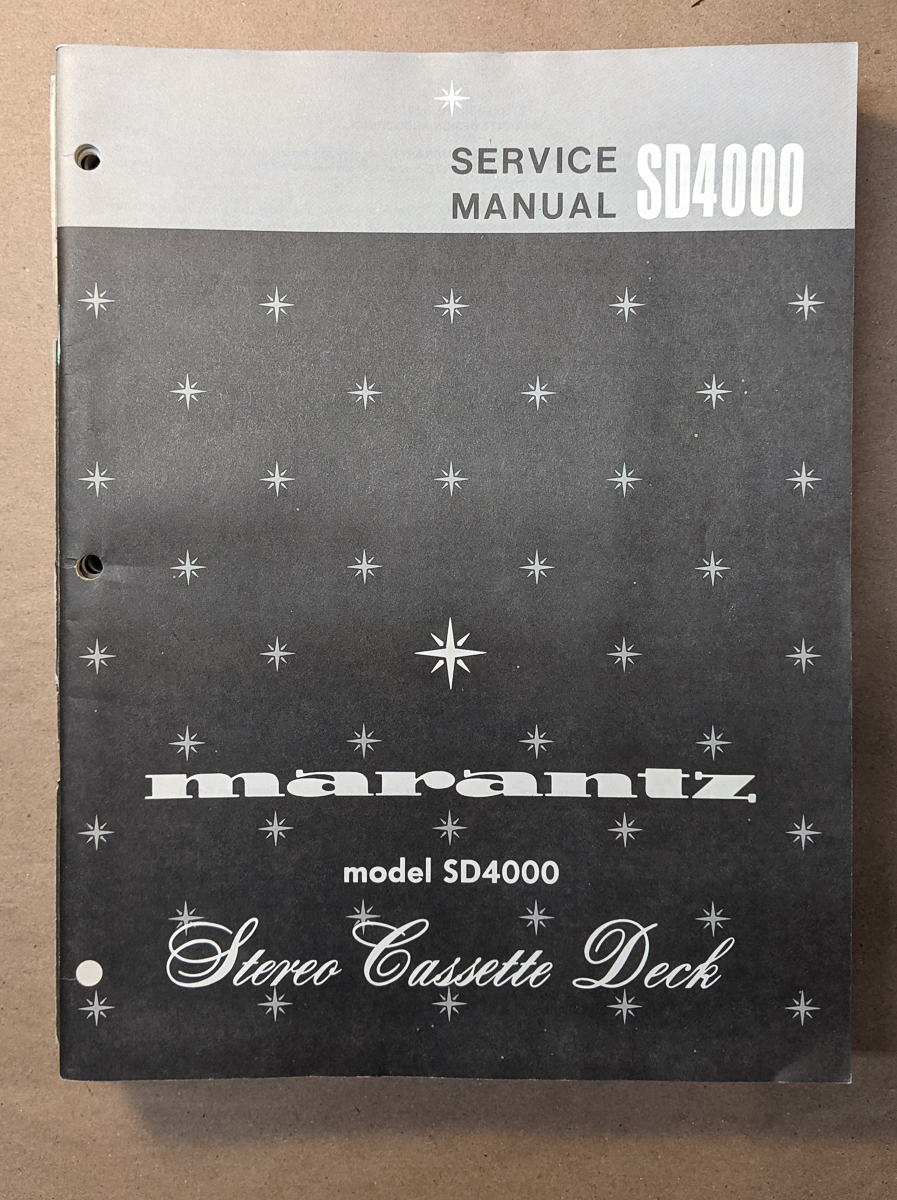 SERVICE
MANUAL SD4000
marantz
model SD4000
Stereo Cassette Deck